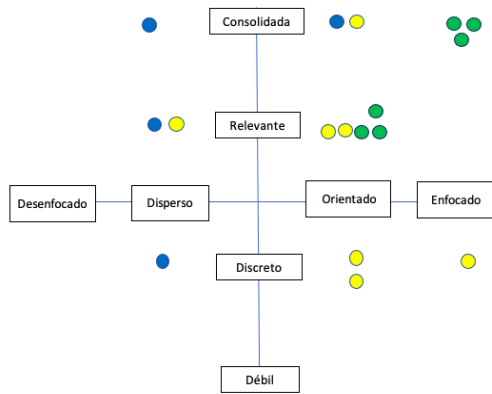 Consolidada
Relevante
Desenfocado
Disperso
Orientado
Enfocado
Discreto
Débil